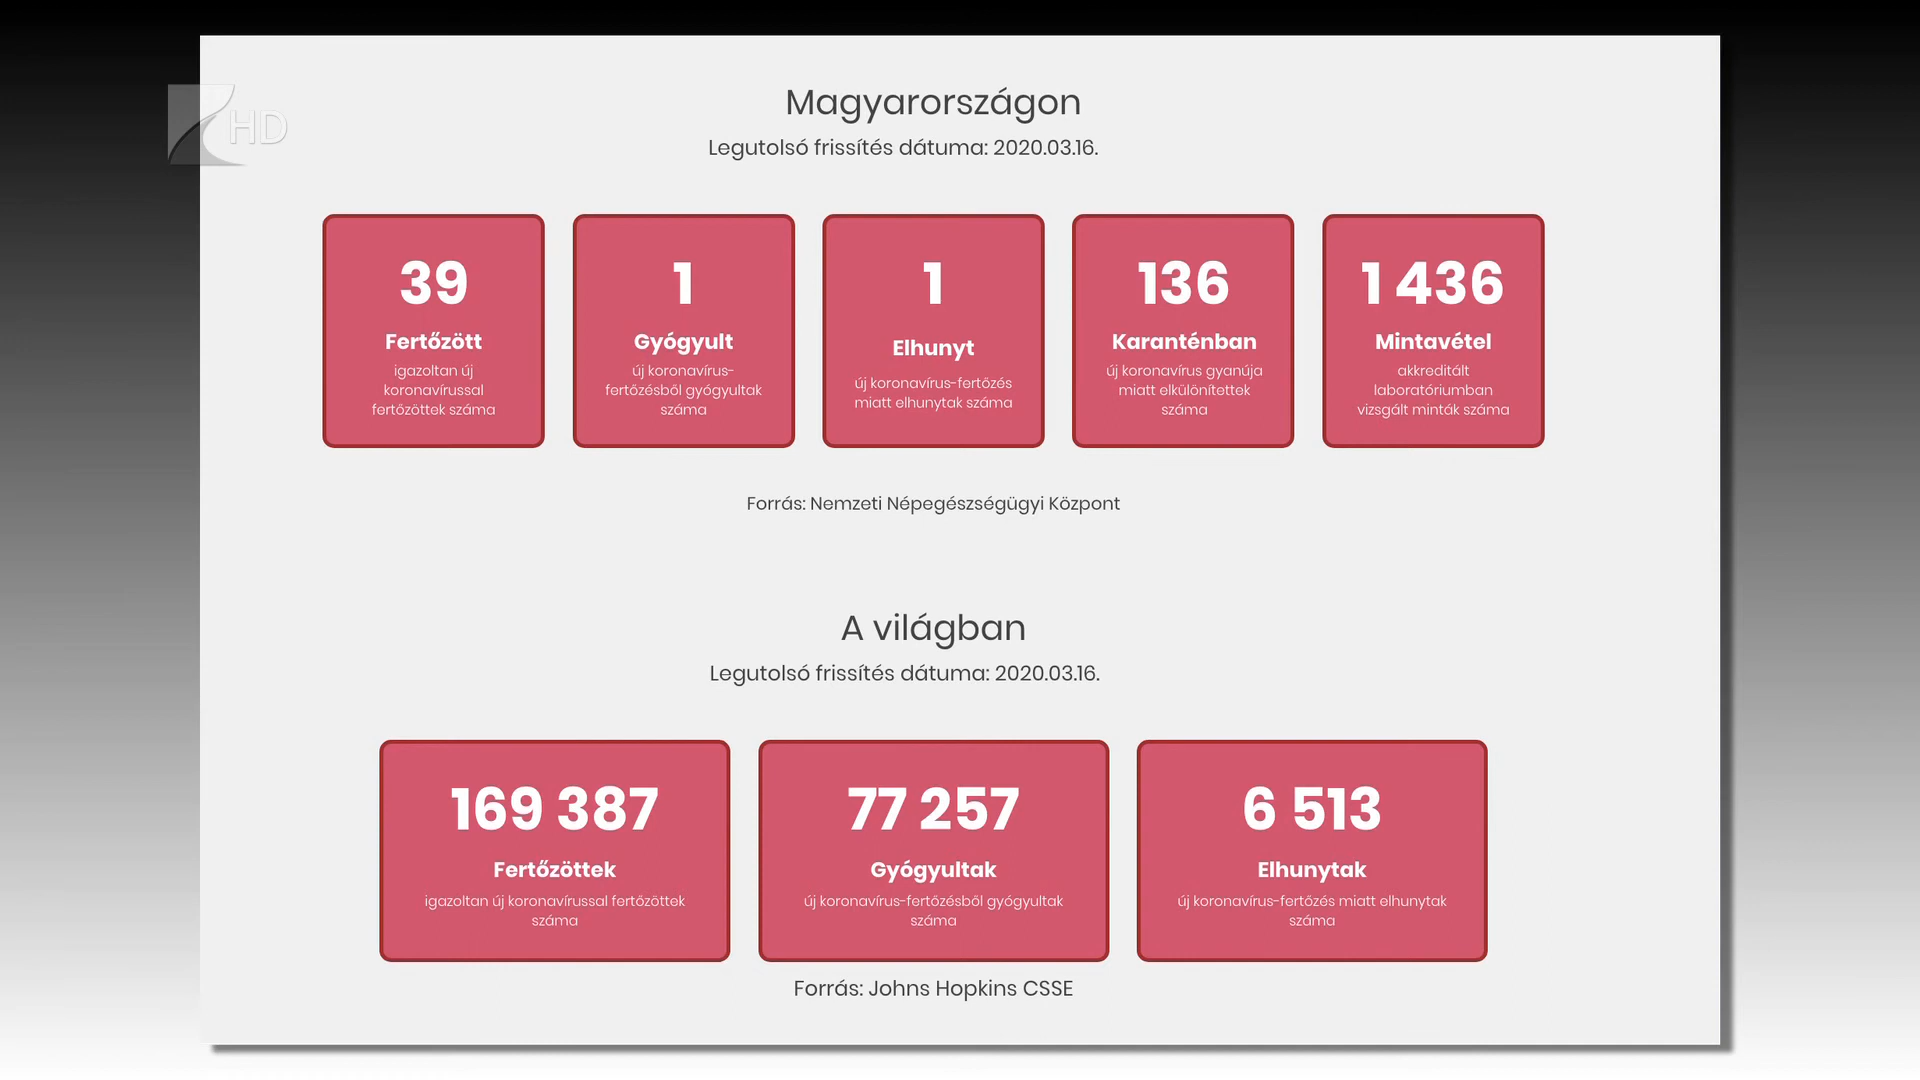 HD
Magyarországon
Legutolsó frissítés dátuma: 2020.03.16.
39
Fertőzött
igazoltan új
koronavírussal
fertőzöttek száma
1
Gyógyult
új koronavírus-
fertőzésből gyógyultak
száma
1
Elhunyt
új koronavírus-fertőzés
miatt elhunytak száma
136
Karanténban
új koronavírus gyanúja
miatt elkülönítettek
száma
1 436
Mintavétel
akkreditált
laboratóriumban
vizsgált minták száma
Forrás: Nemzeti Népegészségügyi Központ
A világban
Legutolsó frissítés dátuma: 2020.03.16.
169 387
Fertőzöttek
igazoltan új koronavírussal fertőzöttek
száma
77 257
Gyógyultak
új koronavírus-fertőzésből gyógyultak
száma
6 513
Elhunytak
új koronavírus-fertőzés miatt elhunytak
száma
Forrás: Johns Hopkins CSSE